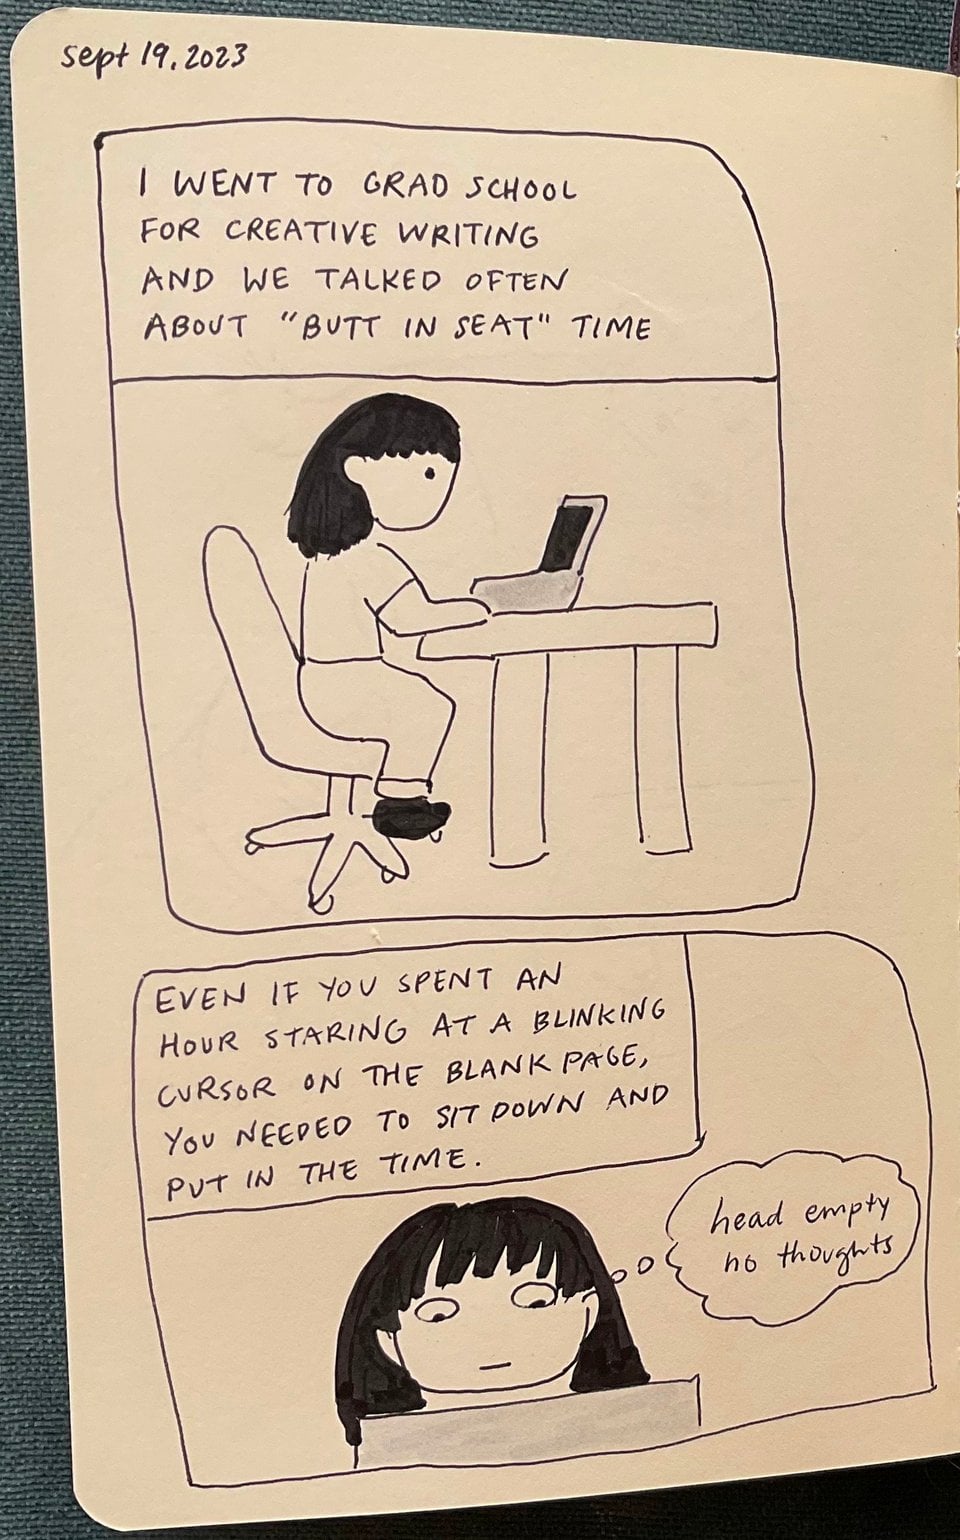 sept 19, 2023
I WENT TO GRAD SCHOOL
FOR CREATIVE WRITING
AND WE TALKED OFTEN
ABOUT "BUTT IN SEAT" TIME
EVEN IF YOU SPENT AN
HOUR STARING AT A BLINKING
CURSOR ON THE BLANK PAGE,
YOU NEEDED TO SIT DOWN AND
PUT IN THE TIME.
head empty
no thoughts